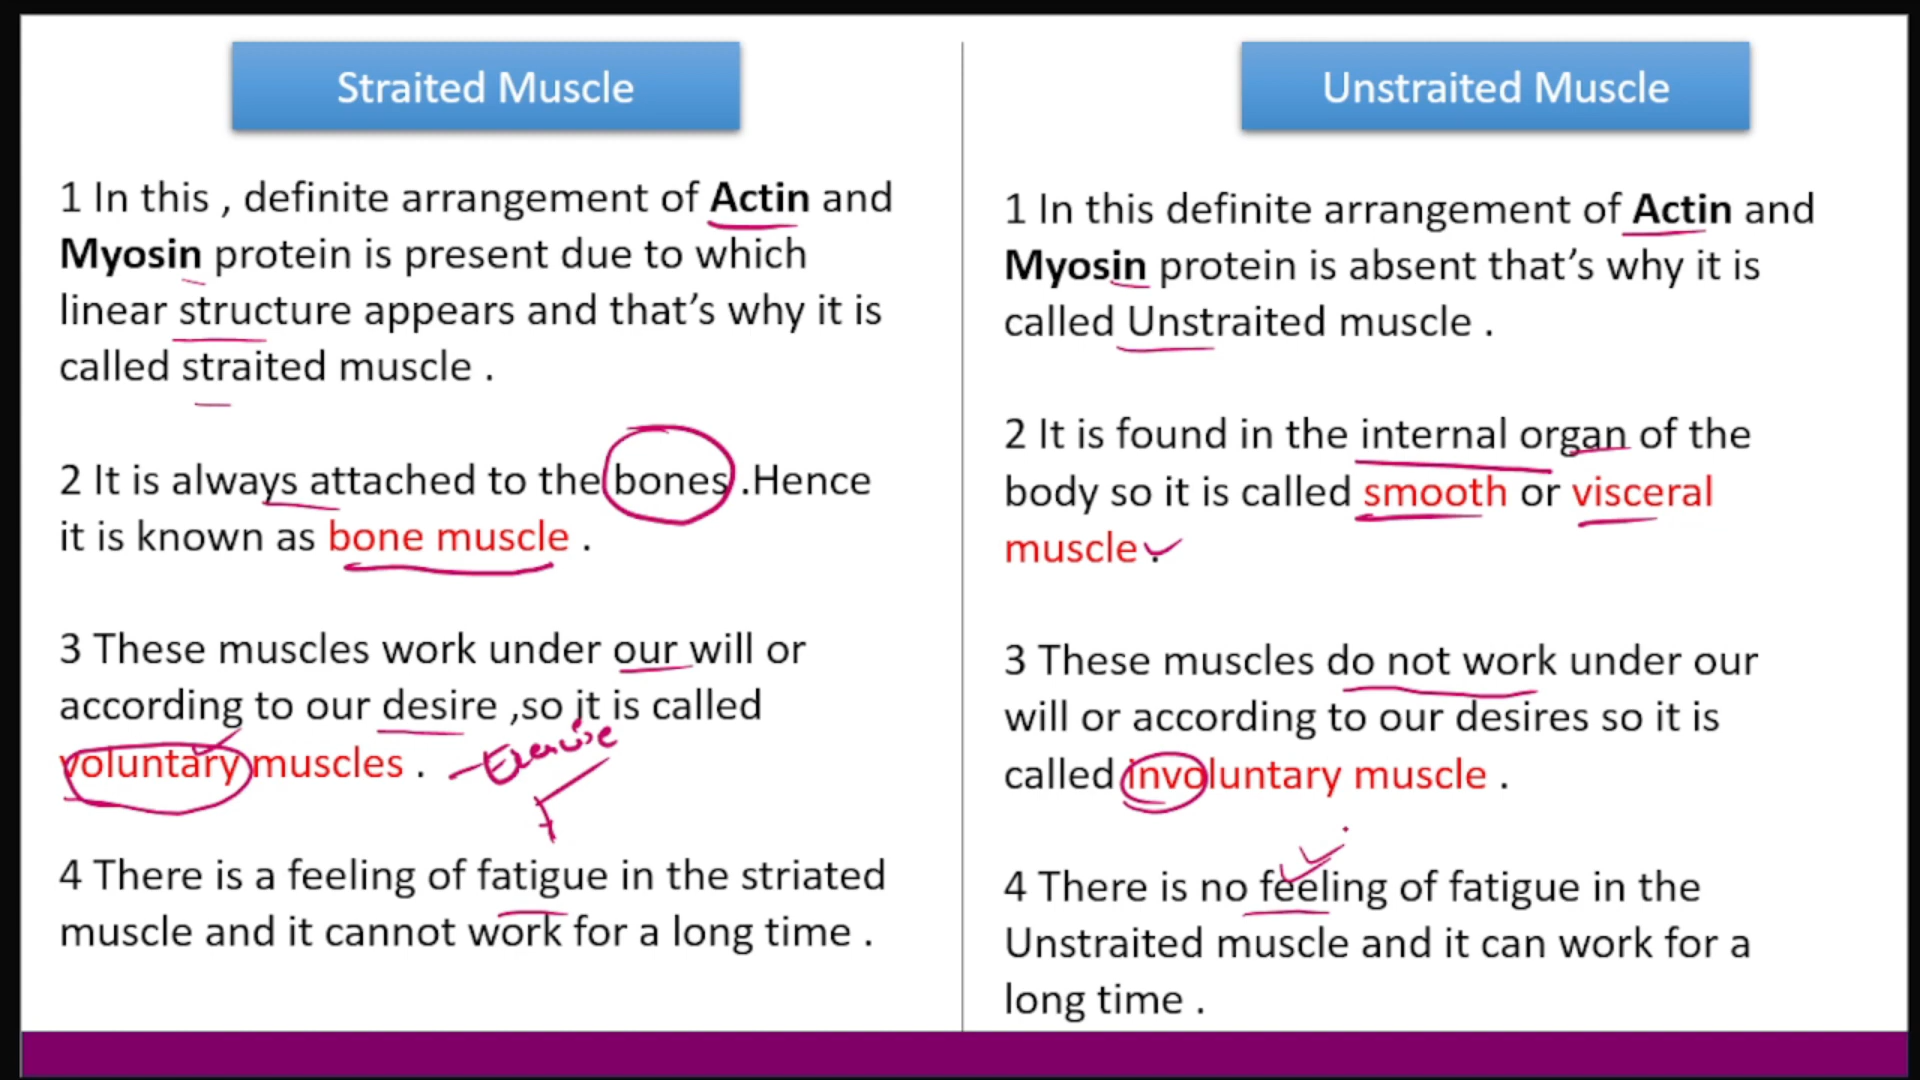 Straited Muscle
1 In this , definite arrangement of Actin and
Myosin protein is present due to which
linear structure appears and that's why it is
called straited muscle .
2 It is always attached to the bones .Hence
it is known as bone muscle .
3 These muscles work under our will or
according to our desire ,so it is called
voluntary muscles .
Exercise
4 There is a feeling of fatigue in the striated
muscle and it cannot work for a long time .
Unstraited Muscle
1 In this definite arrangement of Actin and
Myosin protein is absent that's why it is
called Unstraited muscle .
2 It is found in the internal organ of the
body so it is called smooth or visceral
muscle .
3 These muscles do not work under our
will or according to our desires so it is
called involuntary muscle .
4 There is no feeling of fatigue in the
Unstraited muscle and it can work for a
long time .